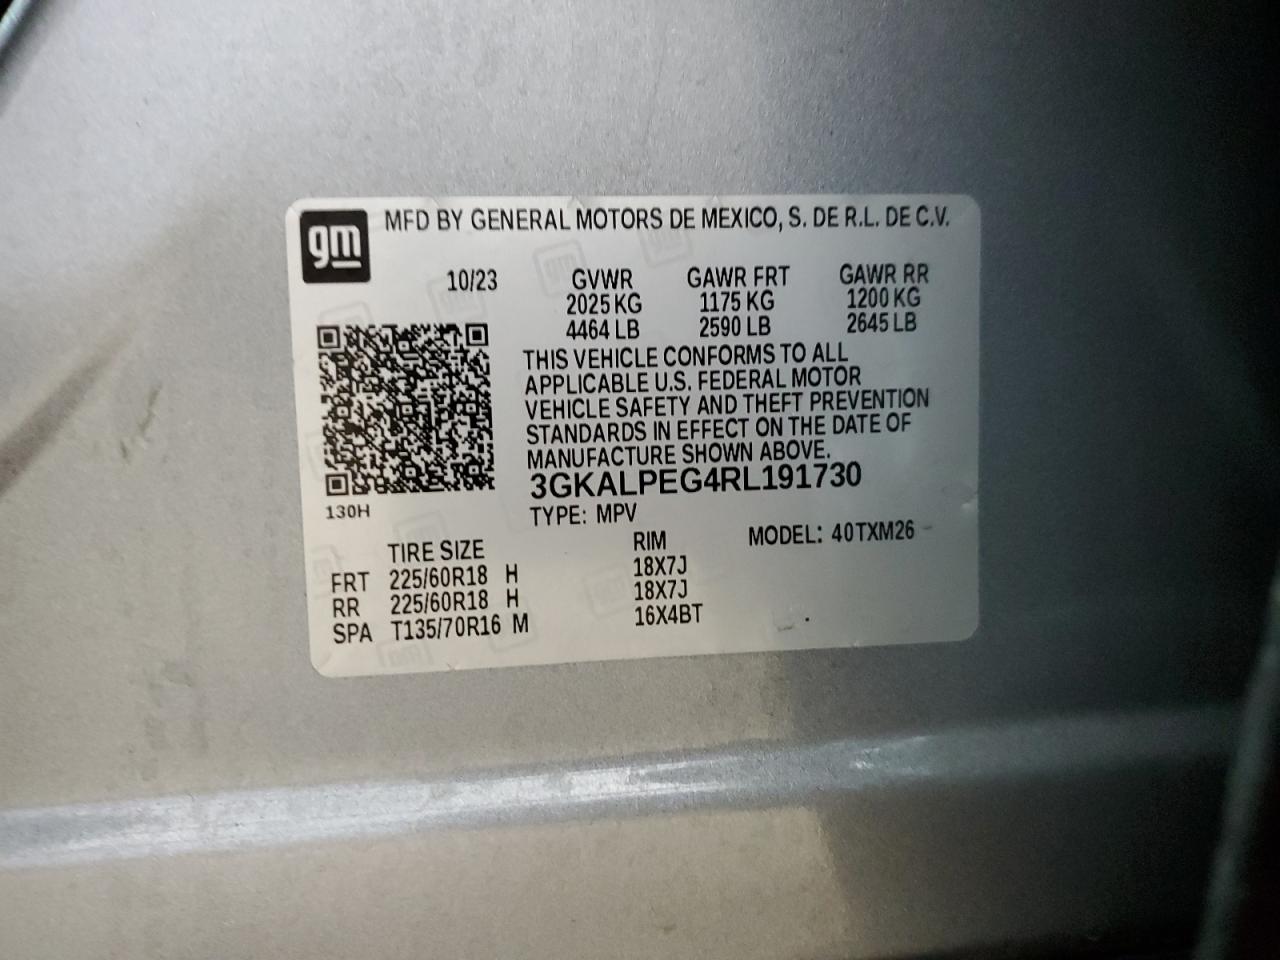 gm
MFD BY GENERAL MOTORS DE MEXICO, S. DE R.L. DE C.V.
10/23 GVWR GAWR FRT GAWR RR
2025 KG 1175 KG 1200 KG
4464 LB 2590 LB 2645 LB
THIS VEHICLE CONFORMS TO ALL
APPLICABLE U.S. FEDERAL MOTOR
VEHICLE SAFETY AND THEFT PREVENTION
STANDARDS IN EFFECT ON THE DATE OF
MANUFACTURE SHOWN ABOVE.
3GKALPEG4RL191730
130H
TYPE: MPV
MODEL: 40TXM26
TIRE SIZE RIM
FRT 225/60R18 H 18X7J
RR 225/60R18 H 18X7J
SPA T135/70R16 M 16X4BT